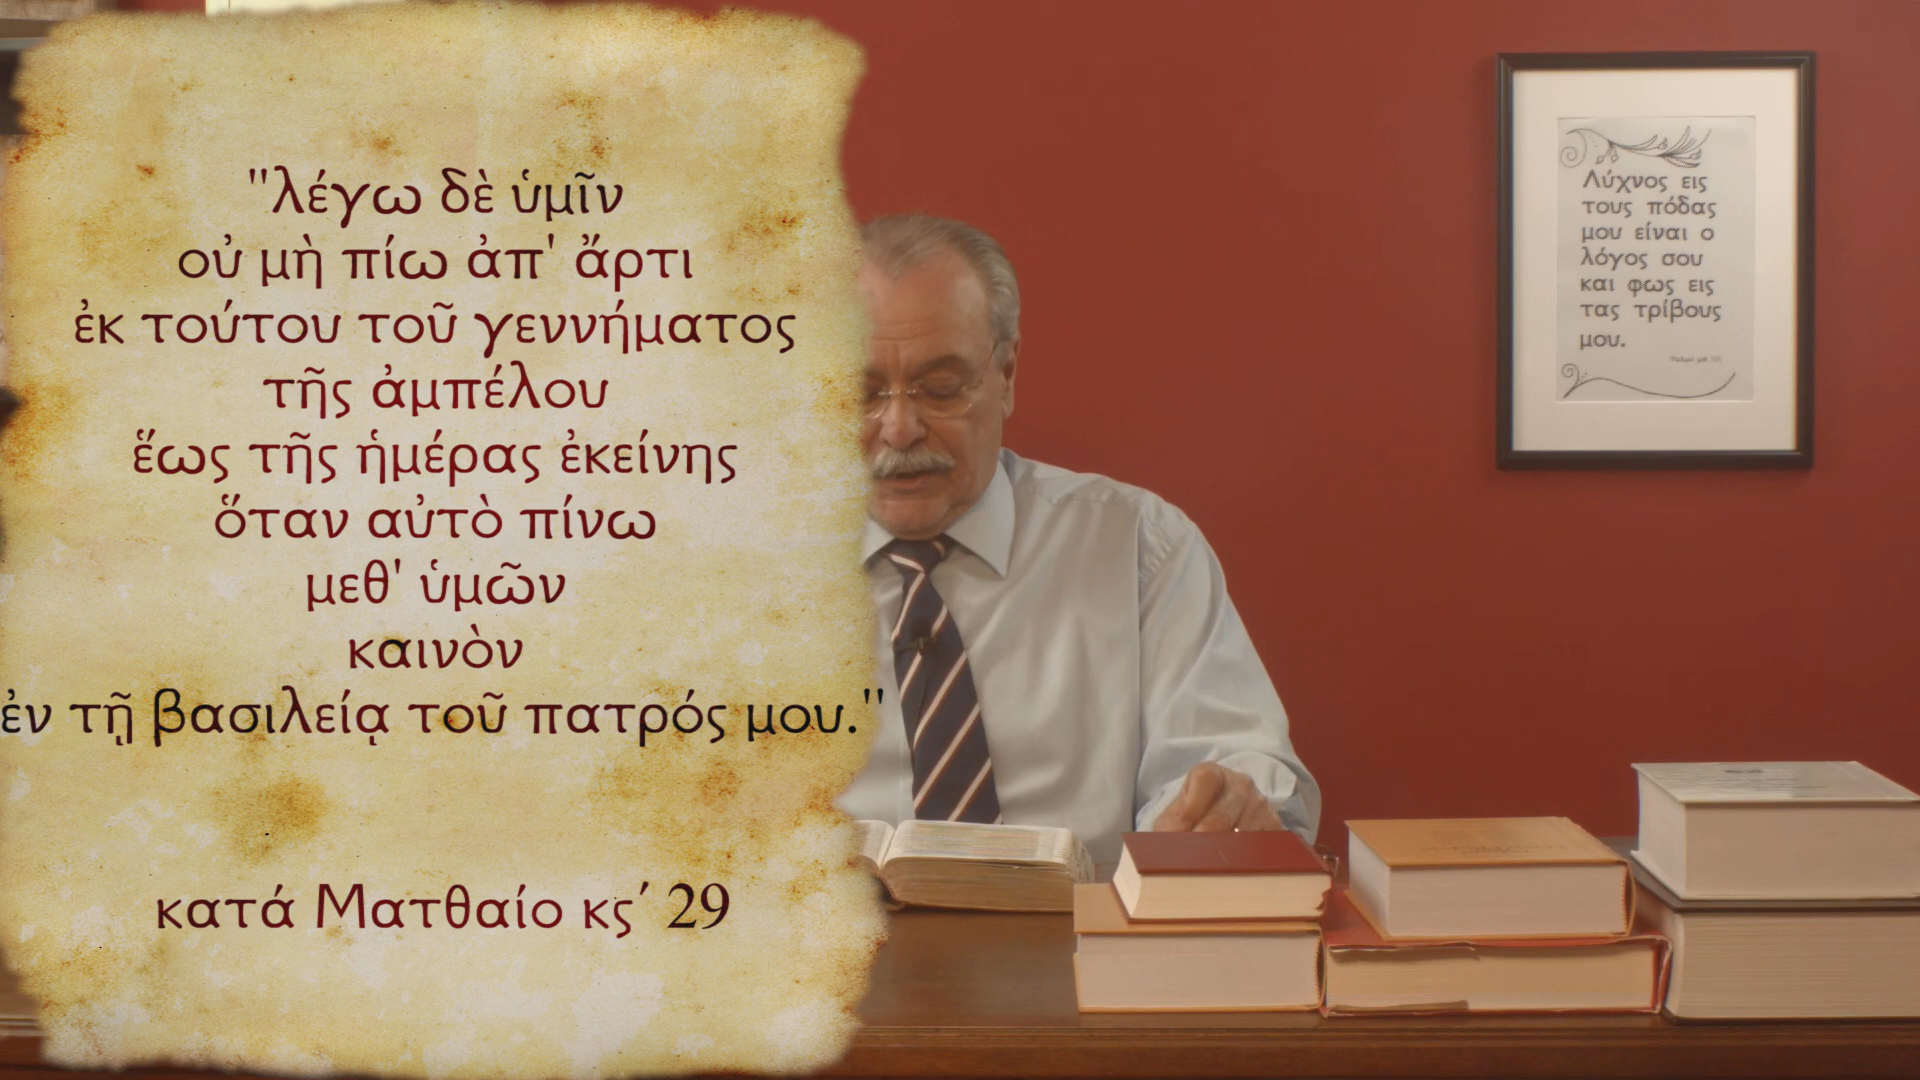 "λέγω δὲ ὑμῖν
οὐ μὴ πίω ἀπ' ἄρτι
ἐκ τούτου τοῦ γεννήματος
τῆς ἀμπέλου
ἕως τῆς ἡμέρας ἐκείνης
ὅταν αὐτὸ πίνω
μεθ' ὑμῶν
καινὸν
ἐν τῇ βασιλείᾳ τοῦ πατρός μου."
κατά Ματθαίο κς΄ 29
Λύχνος εις
τους πόδας
μου είναι ο
λόγος σου
και φως εις
τας τρίβους
μου.